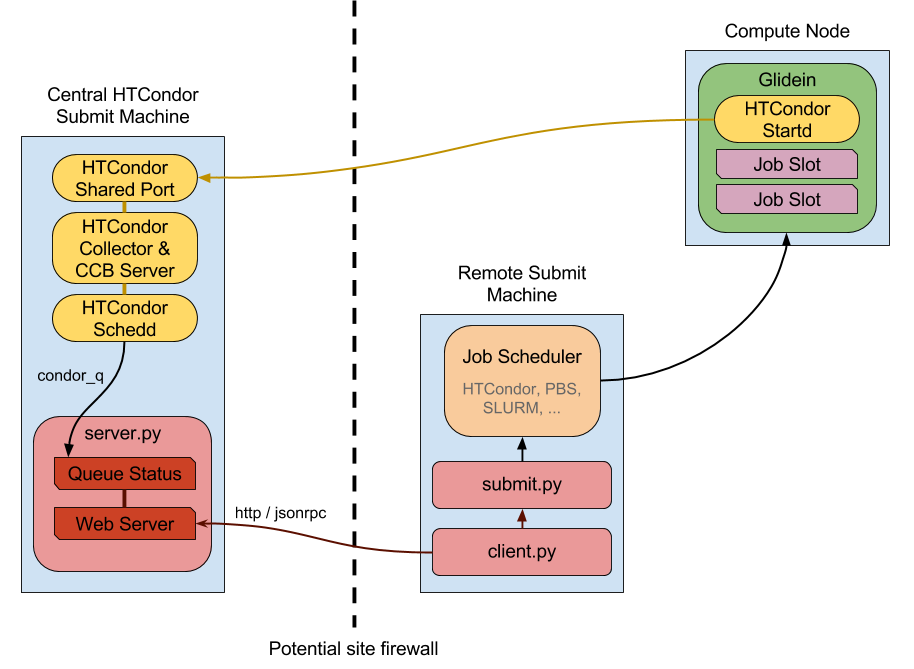 Compute Node
Glidein
HTCondor
Startd
Job Slot
Job Slot
Central HTCondor
Submit Machine
HTCondor
Shared Port
HTCondor
Collector &
CCB Server
HTCondor
Schedd
condor_q
server.py
Queue Status
Web Server
http / jsonrpc
Remote Submit
Machine
Job Scheduler
HTCondor, PBS,
SLURM, ...
submit.py
client.py
Potential site firewall